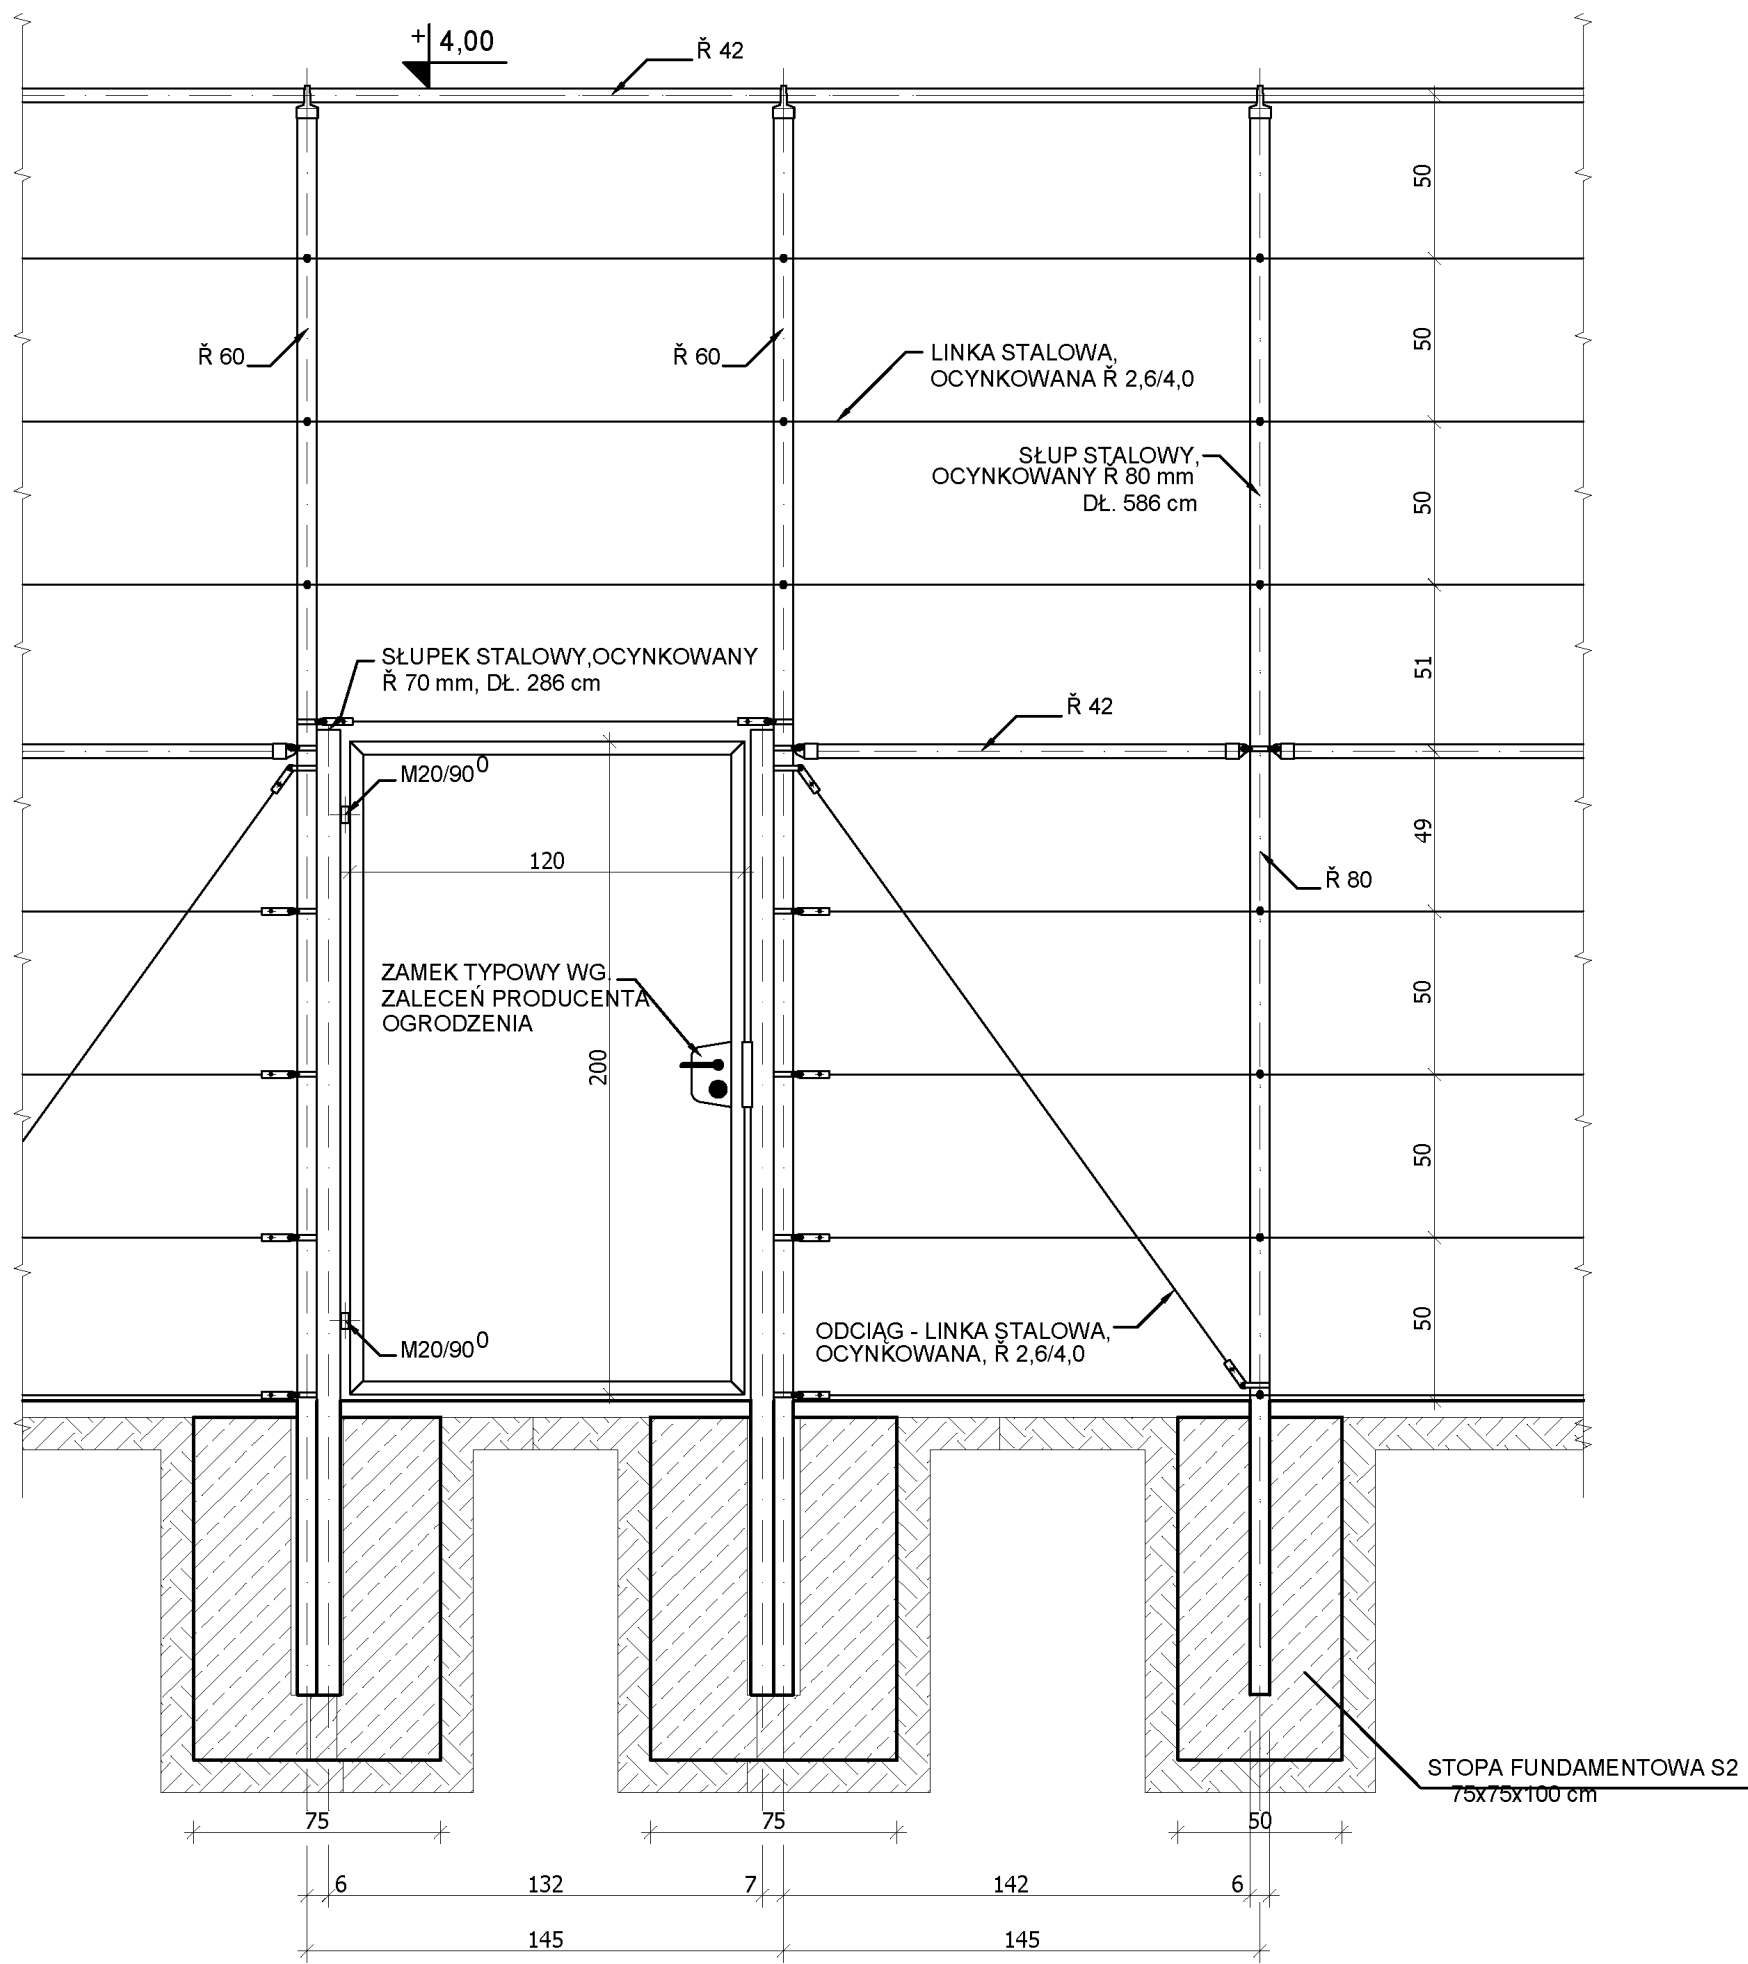 + 4,00
Ř 42
50
Ř 60
Ř 60
LINKA STALOWA,
OCYNKOWANA Ř 2,6/4,0
50
SŁUP STALOWY,
OCYNKOWANY Ř 80 mm
DŁ. 586 cm
50
SŁUPEK STALOWY,OCYNKOWANY
Ř 70 mm, DŁ. 286 cm
51
Ř 42
M20/90⁰
120
49
Ř 80
ZAMEK TYPOWY WG.
ZALECEŃ PRODUCENTA
OGRODZENIA
50
200
50
M20/90⁰
ODCIĄG - LINKA STALOWA,
OCYNKOWANA, Ř 2,6/4,0
50
STOPA FUNDAMENTOWA S2
75x75x100 cm
75
75
50
6
132
7
142
6
145
145